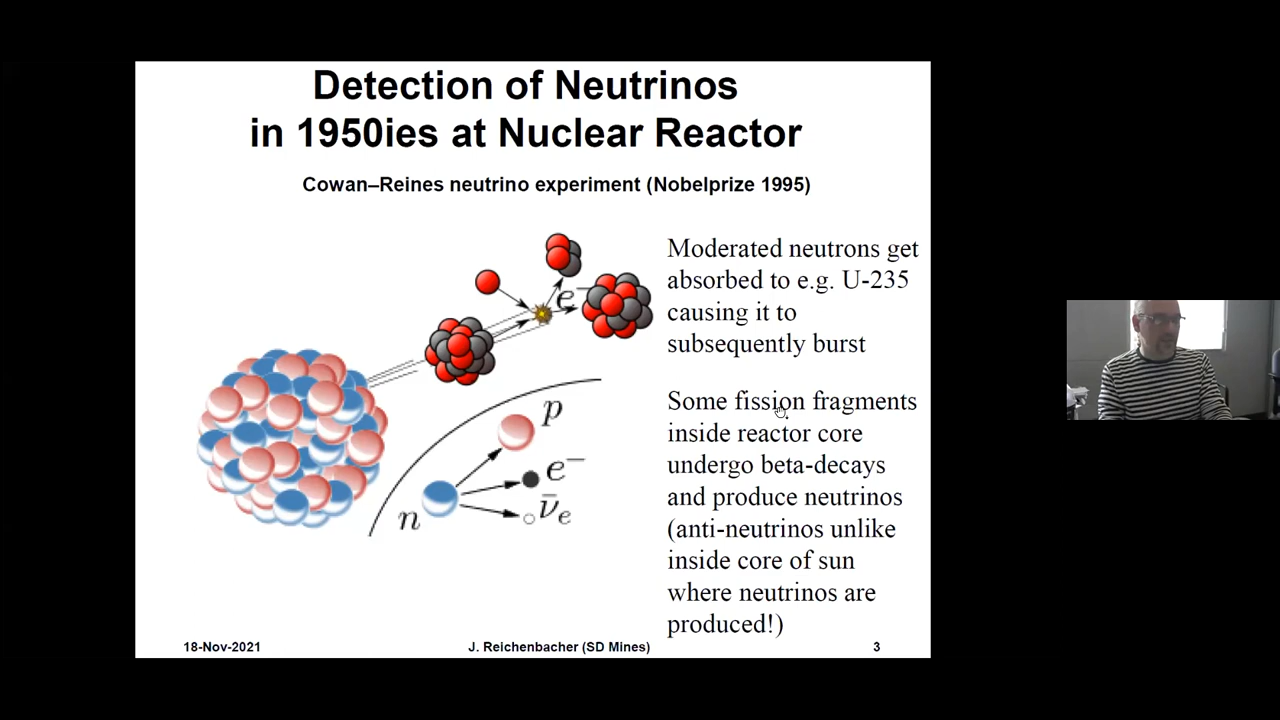 Detection of Neutrinos
in 1950ies at Nuclear Reactor
Cowan–Reines neutrino experiment (Nobelprize 1995)
e⁻
p
e⁻
n
ν̄ₑ
Moderated neutrons get
absorbed to e.g. U-235
causing it to
subsequently burst
Some fission fragments
inside reactor core
undergo beta-decays
and produce neutrinos
(anti-neutrinos unlike
inside core of sun
where neutrinos are
produced!)
18-Nov-2021
J. Reichenbacher (SD Mines)
3